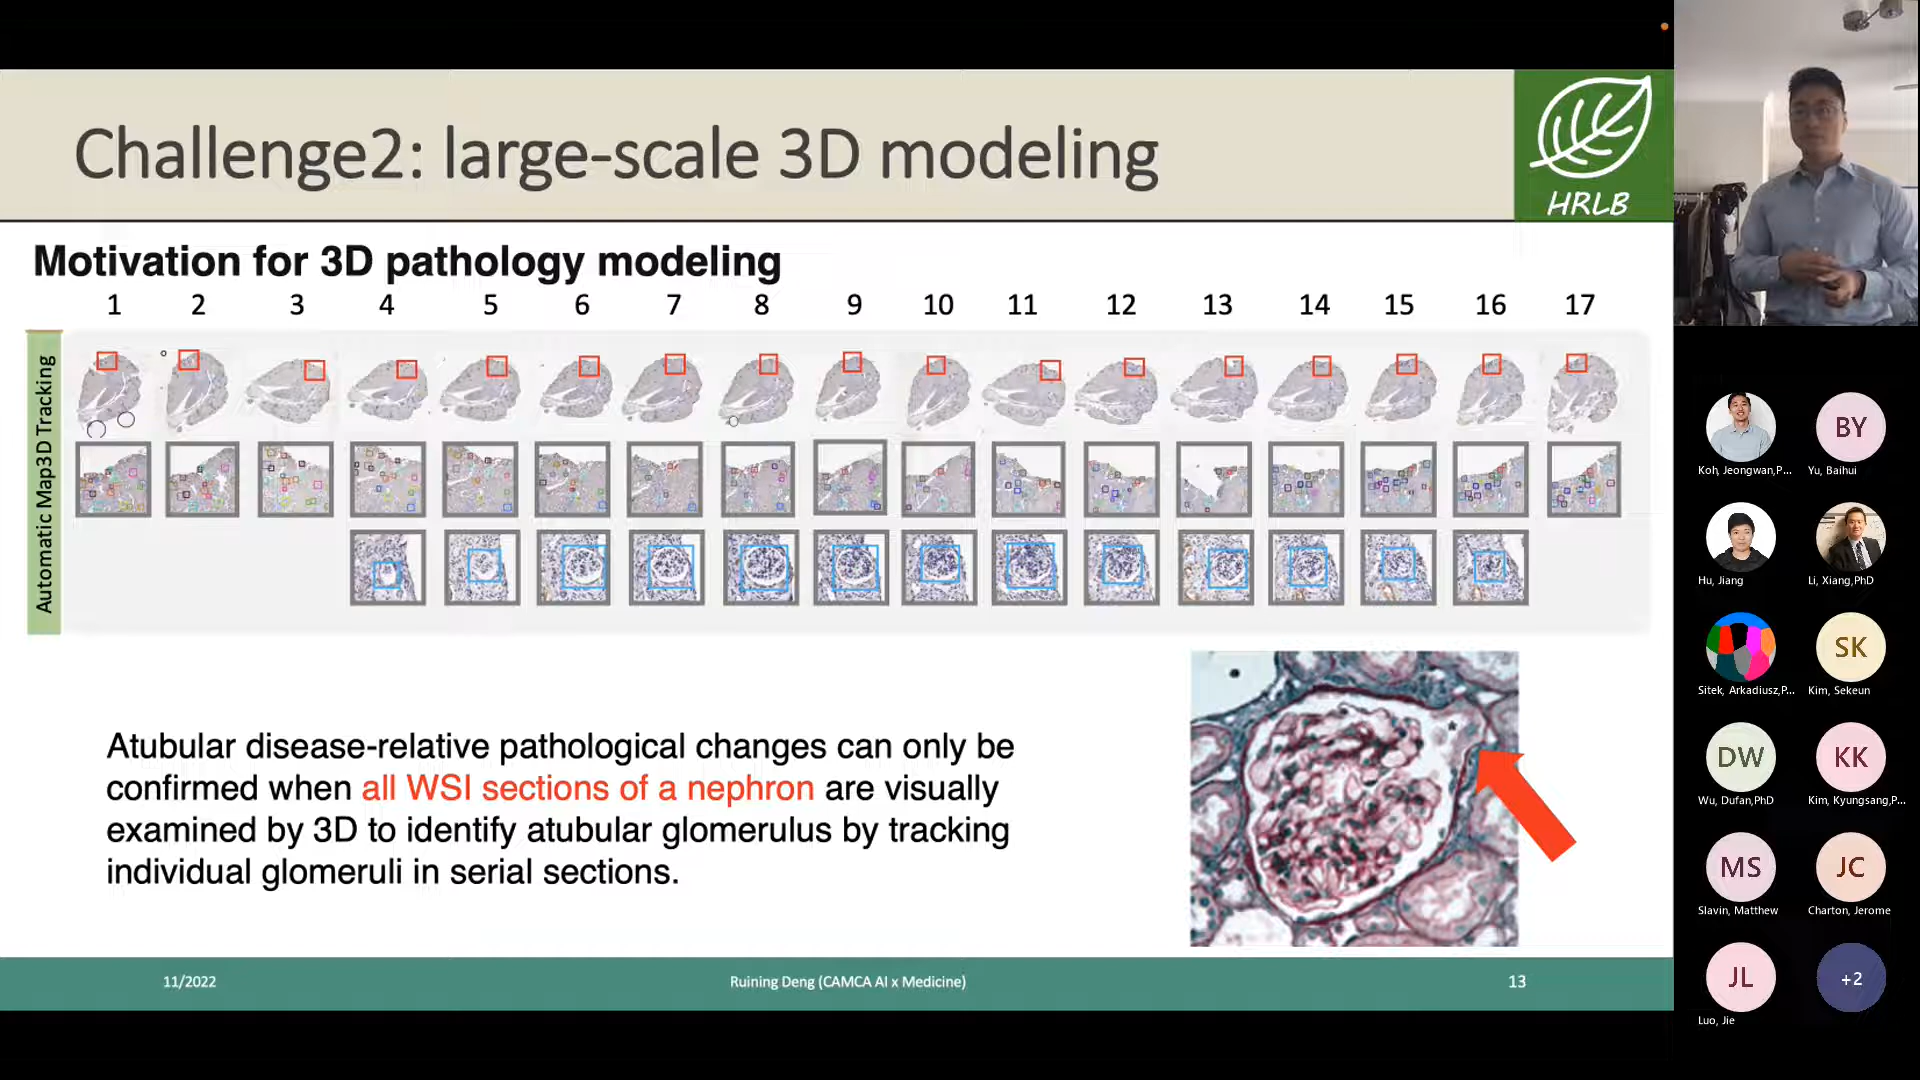 Challenge2: large-scale 3D modeling
HRLB
Motivation for 3D pathology modeling
1 2 3 4 5 6 7 8 9 10 11 12 13 14 15 16 17
Automatic Map3D Tracking
Atubular disease-relative pathological changes can only be
confirmed when all WSI sections of a nephron are visually
examined by 3D to identify atubular glomerulus by tracking
individual glomeruli in serial sections.
11/2022
Ruining Deng (CAMCA AI x Medicine)
13
Koh, Jeongwan,P...
BY
Yu, Baihui
Hu, Jiang
Li, Xiang,PhD
Sitek, Arkadiusz,P...
SK
Kim, Sekeun
DW
Wu, Dufan,PhD
KK
Kim, Kyungsang,P...
MS
Slavin, Matthew
JC
Charton, Jerome
JL
Luo, Jie
+2